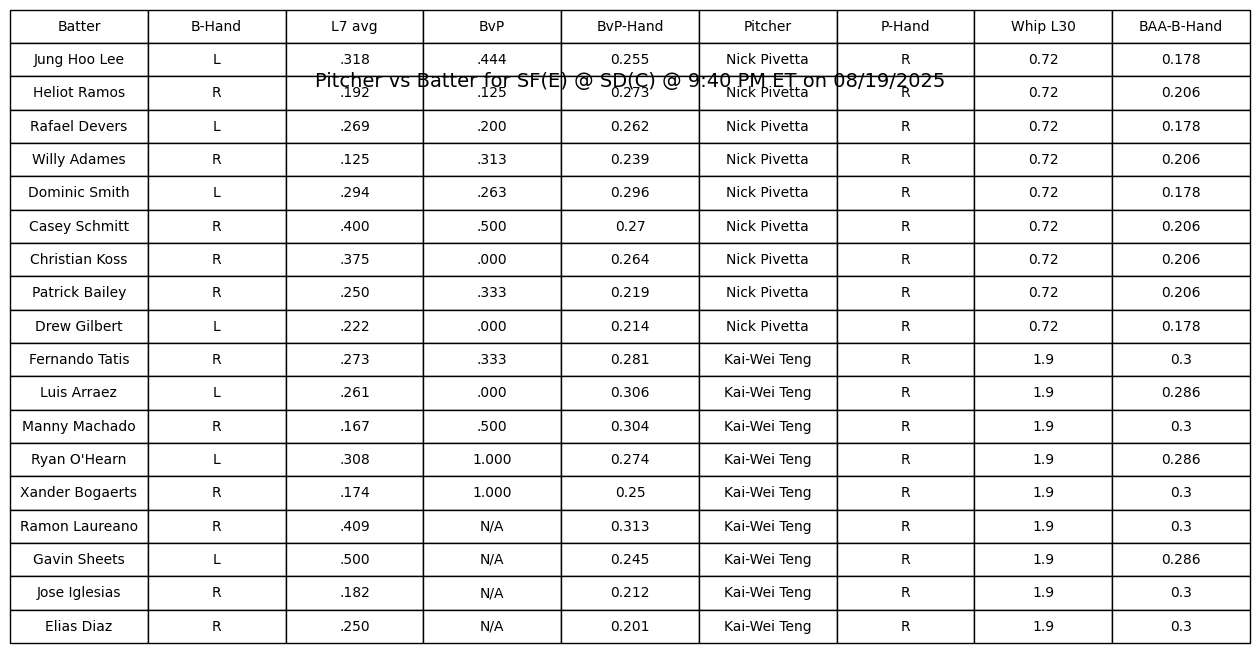 Batter B-Hand L7 avg BvP BvP-Hand Pitcher P-Hand Whip L30 BAA-B-Hand
Jung Hoo Lee L .318 .444 0.255 Nick Pivetta R 0.72 0.178
Pitcher vs Batter for SF(E) @ SD(C) @ 9:40 PM ET on 08/19/2025
Heliot Ramos R .192 .125 0.273 Nick Pivetta R 0.72 0.206
Rafael Devers L .269 .200 0.262 Nick Pivetta R 0.72 0.178
Willy Adames R .125 .313 0.239 Nick Pivetta R 0.72 0.206
Dominic Smith L .294 .263 0.296 Nick Pivetta R 0.72 0.178
Casey Schmitt R .400 .500 0.27 Nick Pivetta R 0.72 0.206
Christian Koss R .375 .000 0.264 Nick Pivetta R 0.72 0.206
Patrick Bailey R .250 .333 0.219 Nick Pivetta R 0.72 0.206
Drew Gilbert L .222 .000 0.214 Nick Pivetta R 0.72 0.178
Fernando Tatis R .273 .333 0.281 Kai-Wei Teng R 1.9 0.3
Luis Arraez L .261 .000 0.306 Kai-Wei Teng R 1.9 0.286
Manny Machado R .167 .500 0.304 Kai-Wei Teng R 1.9 0.3
Ryan O'Hearn L .308 1.000 0.274 Kai-Wei Teng R 1.9 0.286
Xander Bogaerts R .174 1.000 0.25 Kai-Wei Teng R 1.9 0.3
Ramon Laureano R .409 N/A 0.313 Kai-Wei Teng R 1.9 0.3
Gavin Sheets L .500 N/A 0.245 Kai-Wei Teng R 1.9 0.286
Jose Iglesias R .182 N/A 0.212 Kai-Wei Teng R 1.9 0.3
Elias Diaz R .250 N/A 0.201 Kai-Wei Teng R 1.9 0.3